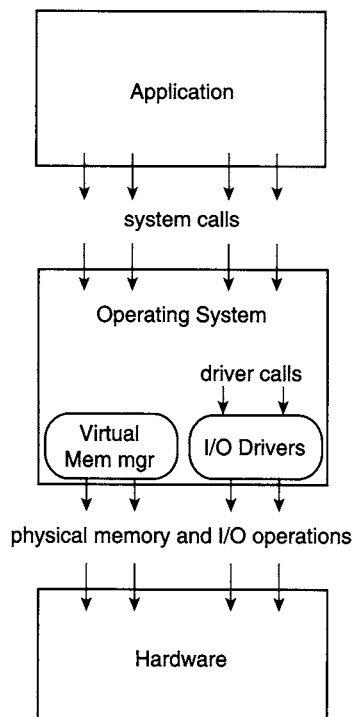 Application
system calls
Operating System
driver calls
Virtual
Mem mgr
I/O Drivers
physical memory and I/O operations
Hardware